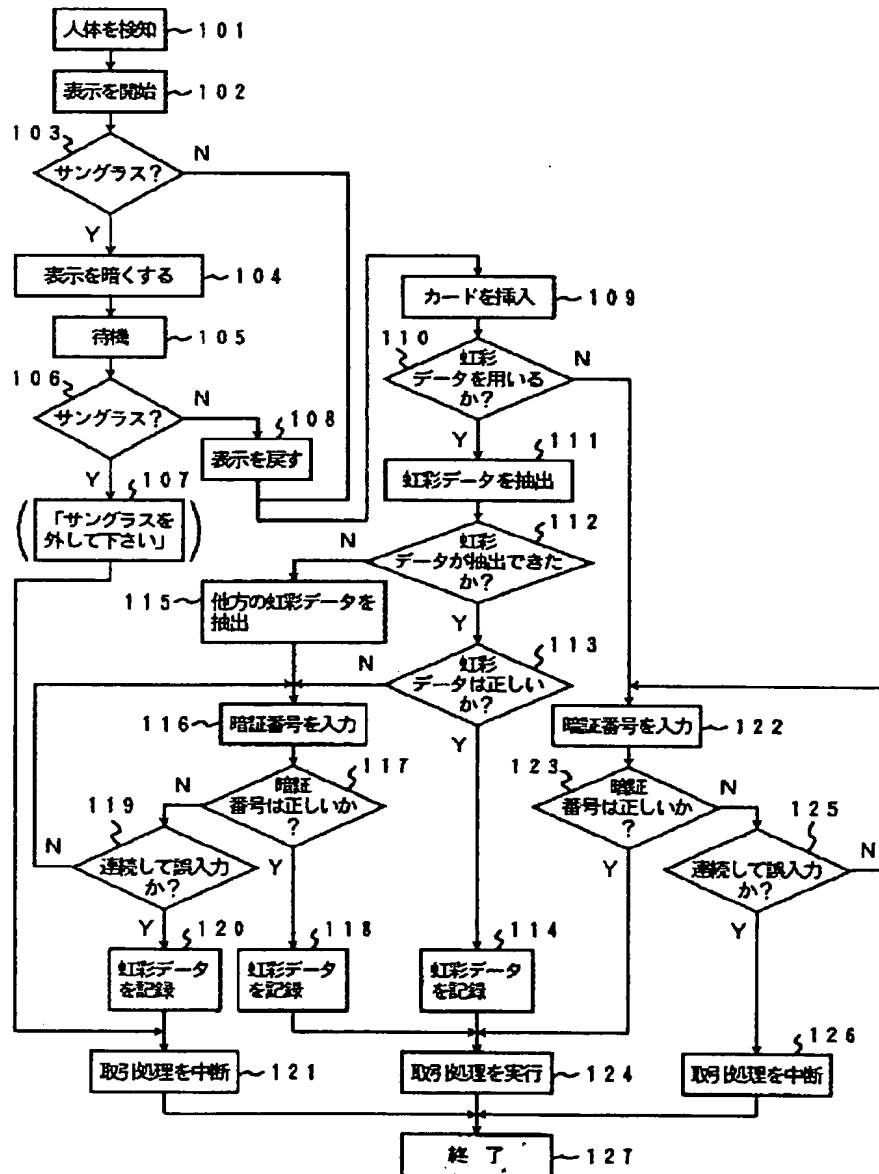 人体を検知
101
表示を開始
102
103
サングラス?
N
Y
表示を暗くする
104
待機
105
106
サングラス?
N
Y
108
表示を戻す
107
「サングラスを
外して下さい」
カードを挿入
109
110
虹彩
データを用いる
か?
N
Y
111
虹彩データを抽出
112
虹彩
データが抽出できた
か?
N
Y
115
他方の虹彩データを
抽出
113
虹彩
データは正しい
か?
N
Y
116
暗証番号を入力
117
暗証
番号は正しいか
?
N
Y
119
連続して誤入力
か?
N
Y
120
虹彩データ
を記録
118
虹彩データ
を記録
114
虹彩データ
を記録
暗証番号を入力
122
123
暗証
番号は正しいか
?
N
Y
125
連続して誤入力
か?
N
Y
取引処理を中断
121
取引処理を実行
124
126
取引処理を中断
終了
127